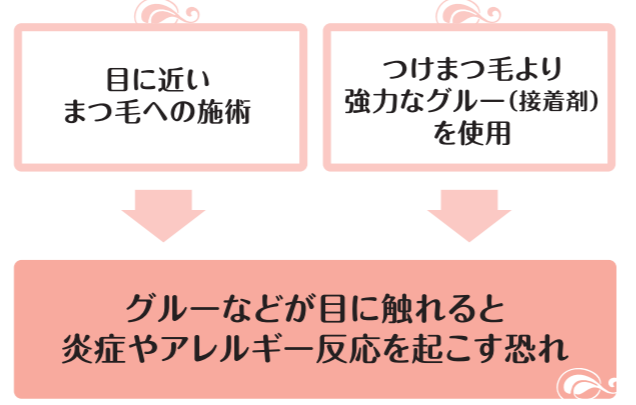 目に近い
まつ毛への施術
つけまつ毛より
強力なグルー（接着剤）
を使用
グルーなどが目に触れると
炎症やアレルギー反応を起こす恐れ